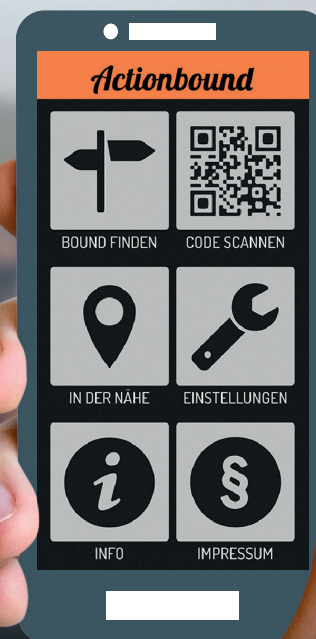 Actionbound
BOUND FINDEN
CODE SCANNEN
IN DER NÄHE
EINSTELLUNGEN
i
§
INFO
IMPRESSUM